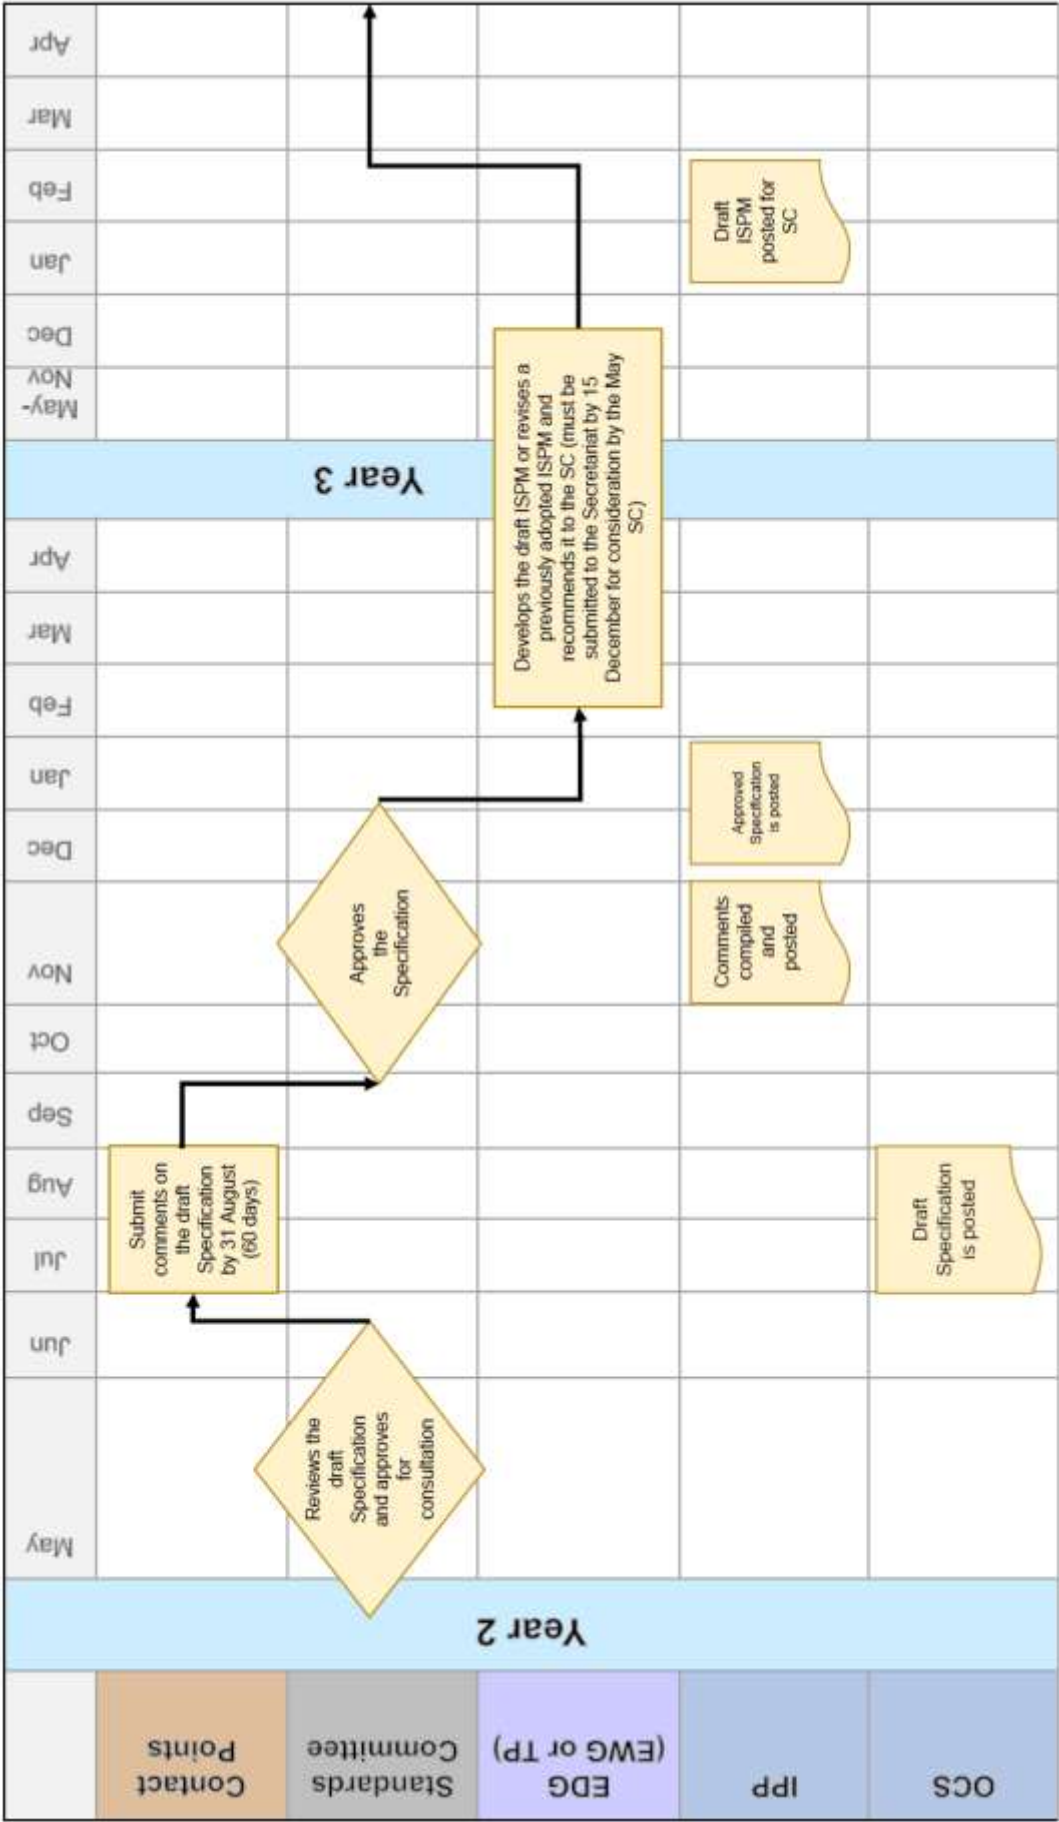 Contact
Points
Standards
Committee
EDG
(EWG or TP)
IPP
OCS
Year 2
May
Jun
Jul
Aug
Sep
Oct
Nov
Dec
Jan
Feb
Mar
Apr
Year 3
May-
Nov
Dec
Jan
Feb
Mar
Apr
Reviews the
draft
Specification
and approves
for
consultation
Submit
comments on
the draft
Specification
by 31 August
(60 days)
Draft
Specification
is posted
Approves
the
Specification
Comments
compiled
and
posted
Approved
Specification
is posted
Develops the draft ISPM or revises a
previously adopted ISPM and
recommends it to the SC (must be
submitted to the Secretariat by 15
December for consideration by the May
SC)
Draft
ISPM
posted for
SC